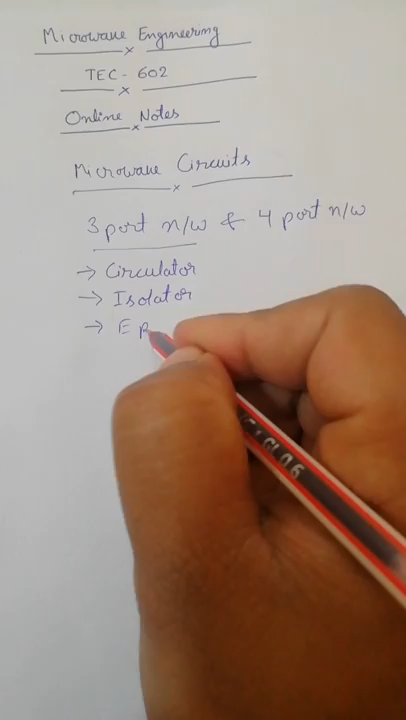 Microwave Engineering
TEC - 602
Online Notes
Microwave Circuits
3 port n/w & 4 port n/w
→ Circulator
→ Isolator
→ E p